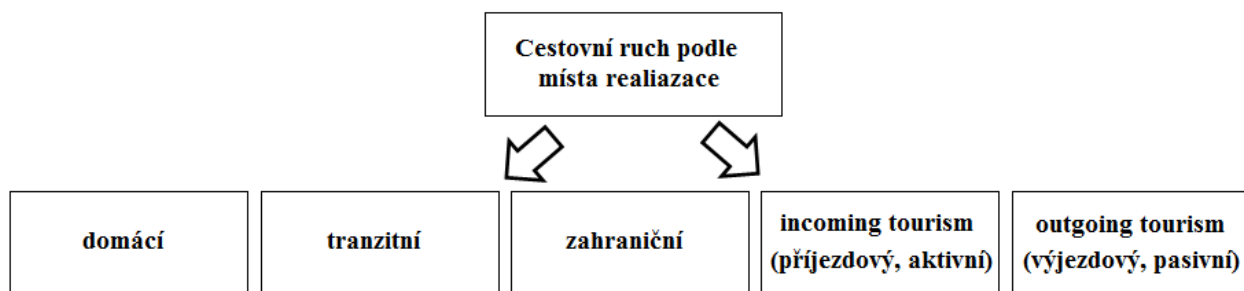 Cestovní ruch podle
místa realiazace
domácí
tranzitní
zahraniční
incoming tourism
(příjezdový, aktivní)
outgoing tourism
(výjezdový, pasivní)